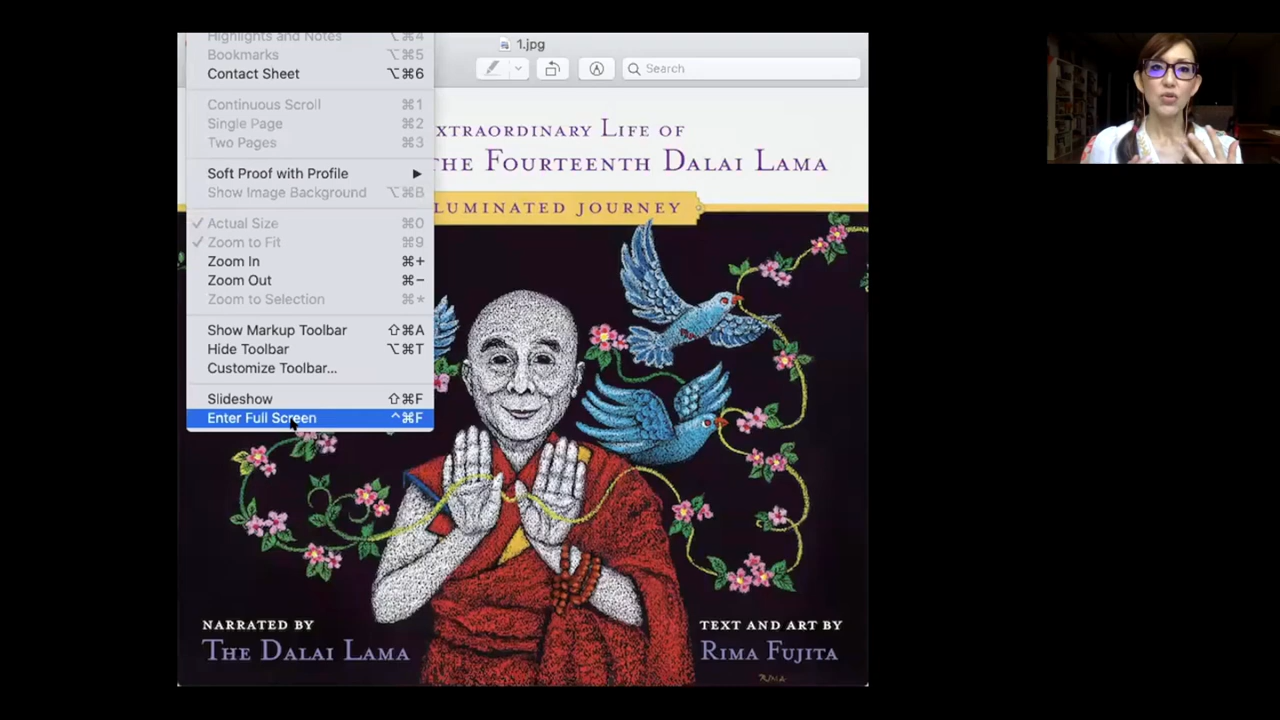 Highlights and Notes ⌥⌘4
1.jpg
Bookmarks ⌥⌘5
Contact Sheet ⌥⌘6
Search
Continuous Scroll ⌘1
Single Page ⌘2
Two Pages ⌘3
XTRAORDINARY LIFE OF
THE FOURTEENTH DALAI LAMA
Soft Proof with Profile ▶
Show Image Background ⌥⌘B
LUMINATED JOURNEY
✓ Actual Size ⌘0
✓ Zoom to Fit ⌘9
Zoom In ⌘+
Zoom Out ⌘−
Zoom to Selection ⌘*
Show Markup Toolbar ⇧⌘A
Hide Toolbar ⌥⌘T
Customize Toolbar...
Slideshow ⇧⌘F
Enter Full Screen ^⌘F
NARRATED BY
THE DALAI LAMA
TEXT AND ART BY
RIMA FUJITA
RIMA